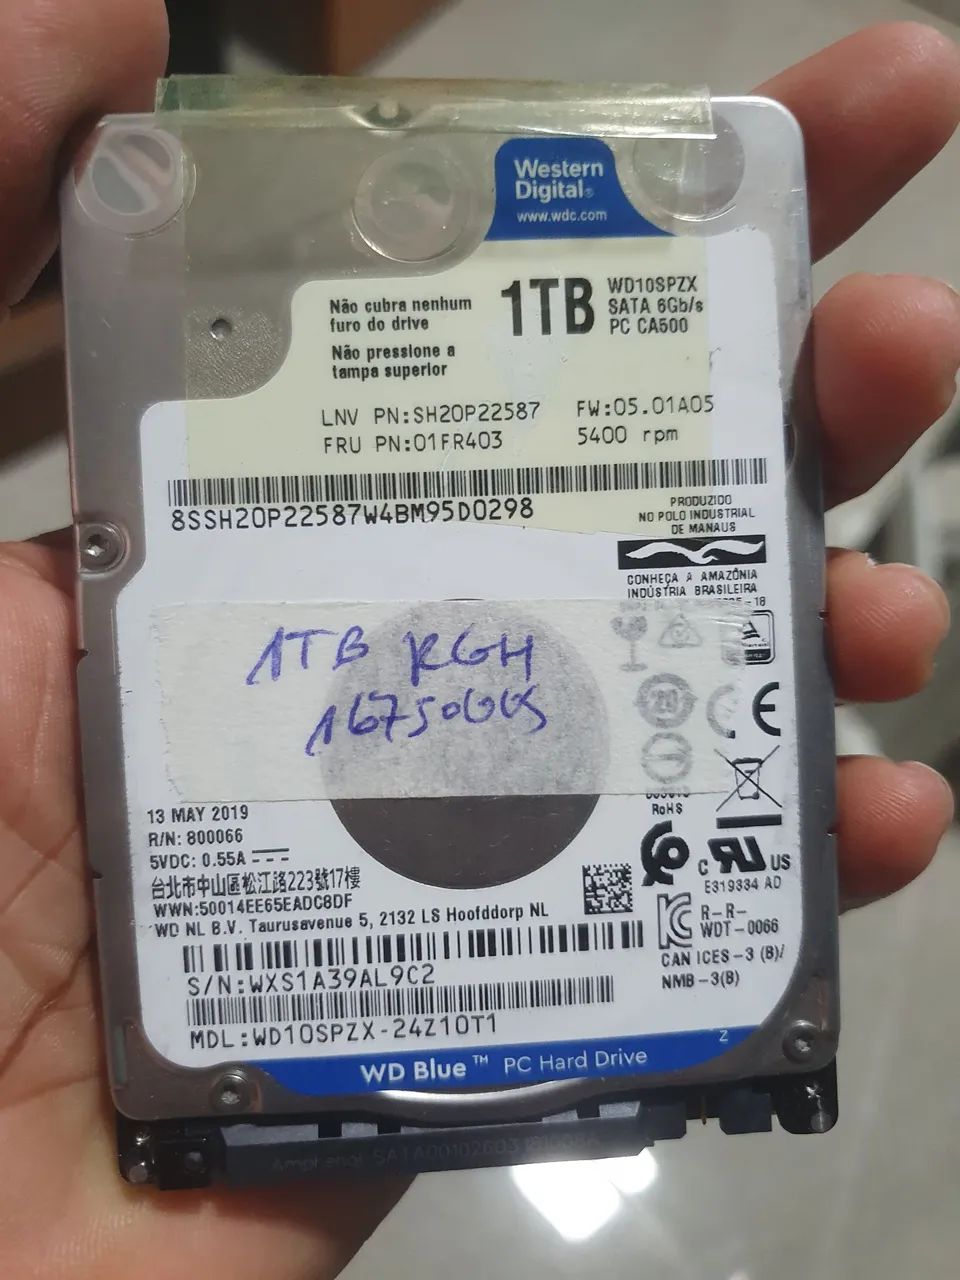 Western
Digital®
www.wdc.com
Não cubra nenhum
furo do drive
Não pressione a
tampa superior
1TB
WD10SPZX
SATA 6Gb/s
PC CA500
LNV PN:SH20P22587 FW:05.01A05
FRU PN:01FR403 5400 rpm
8SSH20P22587W4BM95D0298
PRODUZIDO
NO POLO INDUSTRIAL
DE MANAUS
CONHEÇA A AMAZÔNIA
INDÚSTRIA BRASILEIRA
1TB RGH
20
CE
RoHS
13 MAY 2019
R/N: 800066
5VDC: 0.55A
台北市中山區松江路223號17樓
WWN:50014EE65EADC8DF
WD NL B.V. Taurusavenue 5, 2132 LS Hoofddorp NL
C RU US
E319334 AD
R-R-
WDT-0066
CAN ICES-3 (B)/
NMB-3(B)
S/N:WXS1A39AL9C2
MDL:WD10SPZX-24Z10T1
Z
WD Blue™ PC Hard Drive
Amphenol